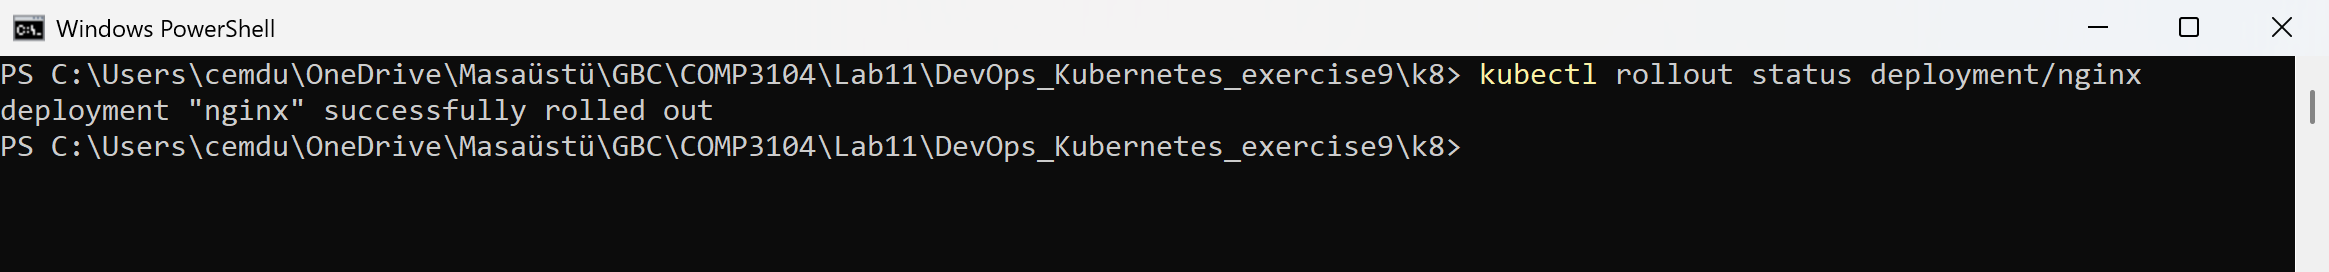 Windows PowerShell
PS C:\Users\cemdu\OneDrive\Masaüstü\GBC\COMP3104\Lab11\DevOps_Kubernetes_exercise9\k8> kubectl rollout status deployment/nginx
deployment "nginx" successfully rolled out
PS C:\Users\cemdu\OneDrive\Masaüstü\GBC\COMP3104\Lab11\DevOps_Kubernetes_exercise9\k8>